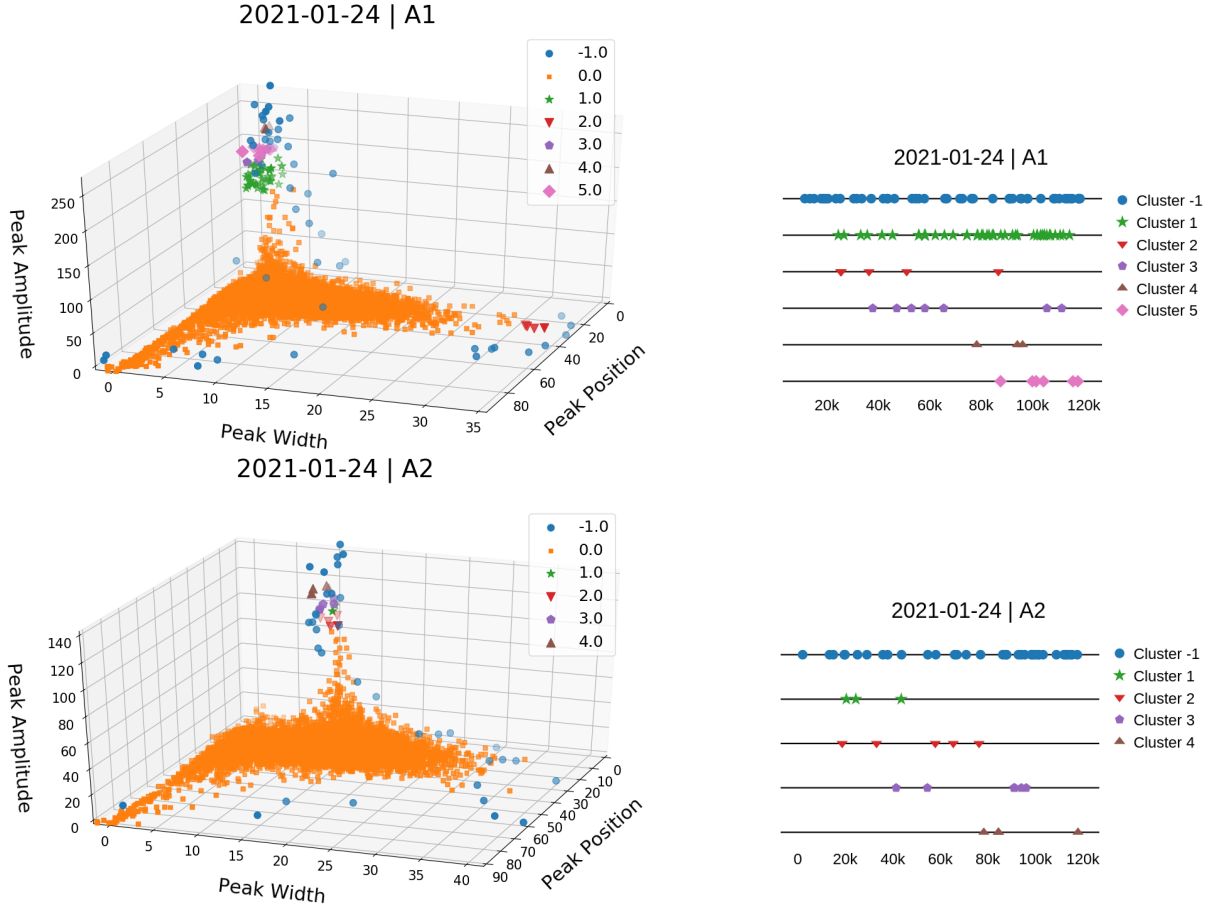 2021-01-24 | A1
-1.0
0.0
1.0
2.0
3.0
4.0
5.0
250
200
150
100
50
0
Peak Amplitude
0
5
10
15
20
25
30
35
Peak Width
0
20
40
60
80
Peak Position
2021-01-24 | A1
Cluster -1
Cluster 1
Cluster 2
Cluster 3
Cluster 4
Cluster 5
20k 40k 60k 80k 100k 120k
2021-01-24 | A2
-1.0
0.0
1.0
2.0
3.0
4.0
140
120
100
80
60
40
20
0
Peak Amplitude
0
5
10
15
20
25
30
35
40
Peak Width
0
10
20
30
40
50
60
70
80
90
Peak Position
2021-01-24 | A2
Cluster -1
Cluster 1
Cluster 2
Cluster 3
Cluster 4
0 20k 40k 60k 80k 100k 120k